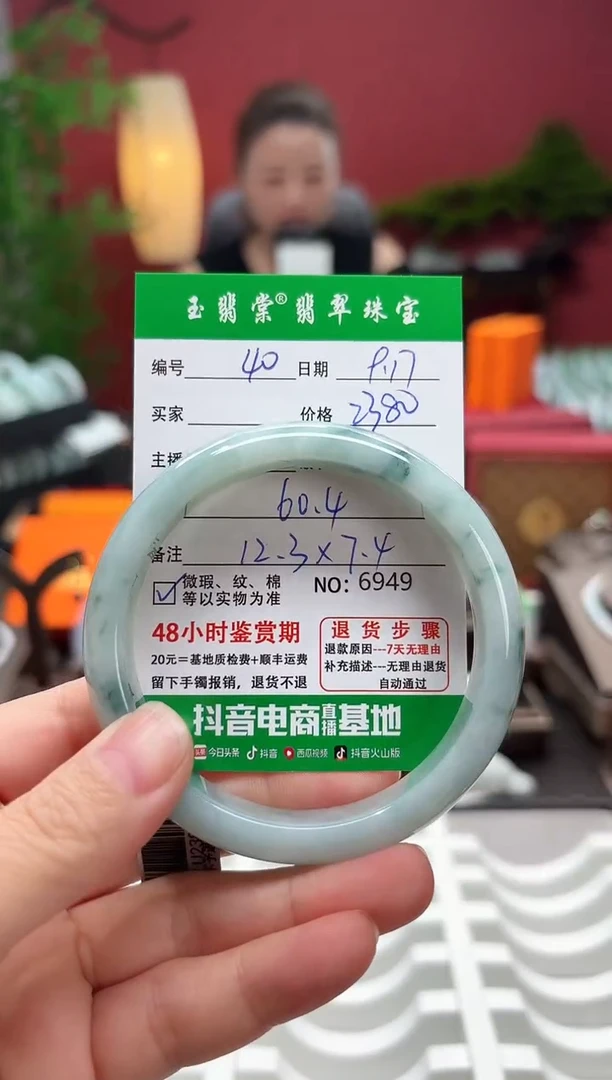 玉翡棠®翡翠珠宝
编号 40 日期 9.17
买家 价格 2380
主播
60.4
备注 12.3×7.4
☑ 微瑕、纹、棉 等以实物为准
NO: 6949
48小时鉴赏期
20元=基地质检费+顺丰运费
留下手镯报销，退货不退
退货步骤
退款原因---7天无理由
补充描述---无理由退货
自动通过
抖音电商直播基地
头条 今日头条 抖音 西瓜视频 抖音火山版